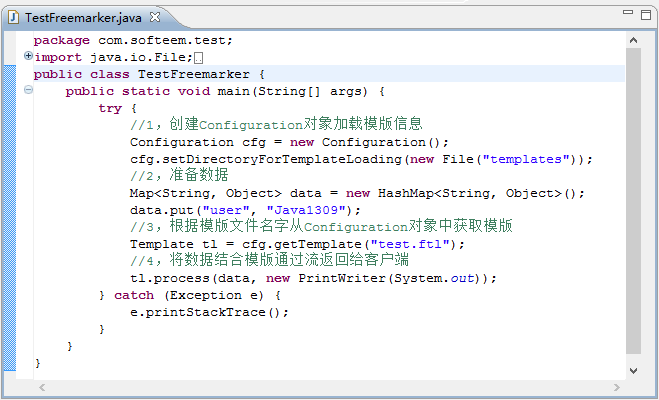 TestFreemarker.java
package com.softeem.test;
import java.io.File;
public class TestFreemarker {
    public static void main(String[] args) {
        try {
            //1，创建Configuration对象加载模版信息
            Configuration cfg = new Configuration();
            cfg.setDirectoryForTemplateLoading(new File("templates"));
            //2，准备数据
            Map<String, Object> data = new HashMap<String, Object>();
            data.put("user", "Java1309");
            //3，根据模版文件名字从Configuration对象中获取模版
            Template tl = cfg.getTemplate("test.ftl");
            //4，将数据结合模版通过流返回给客户端
            tl.process(data, new PrintWriter(System.out));
        } catch (Exception e) {
            e.printStackTrace();
        }
    }
}